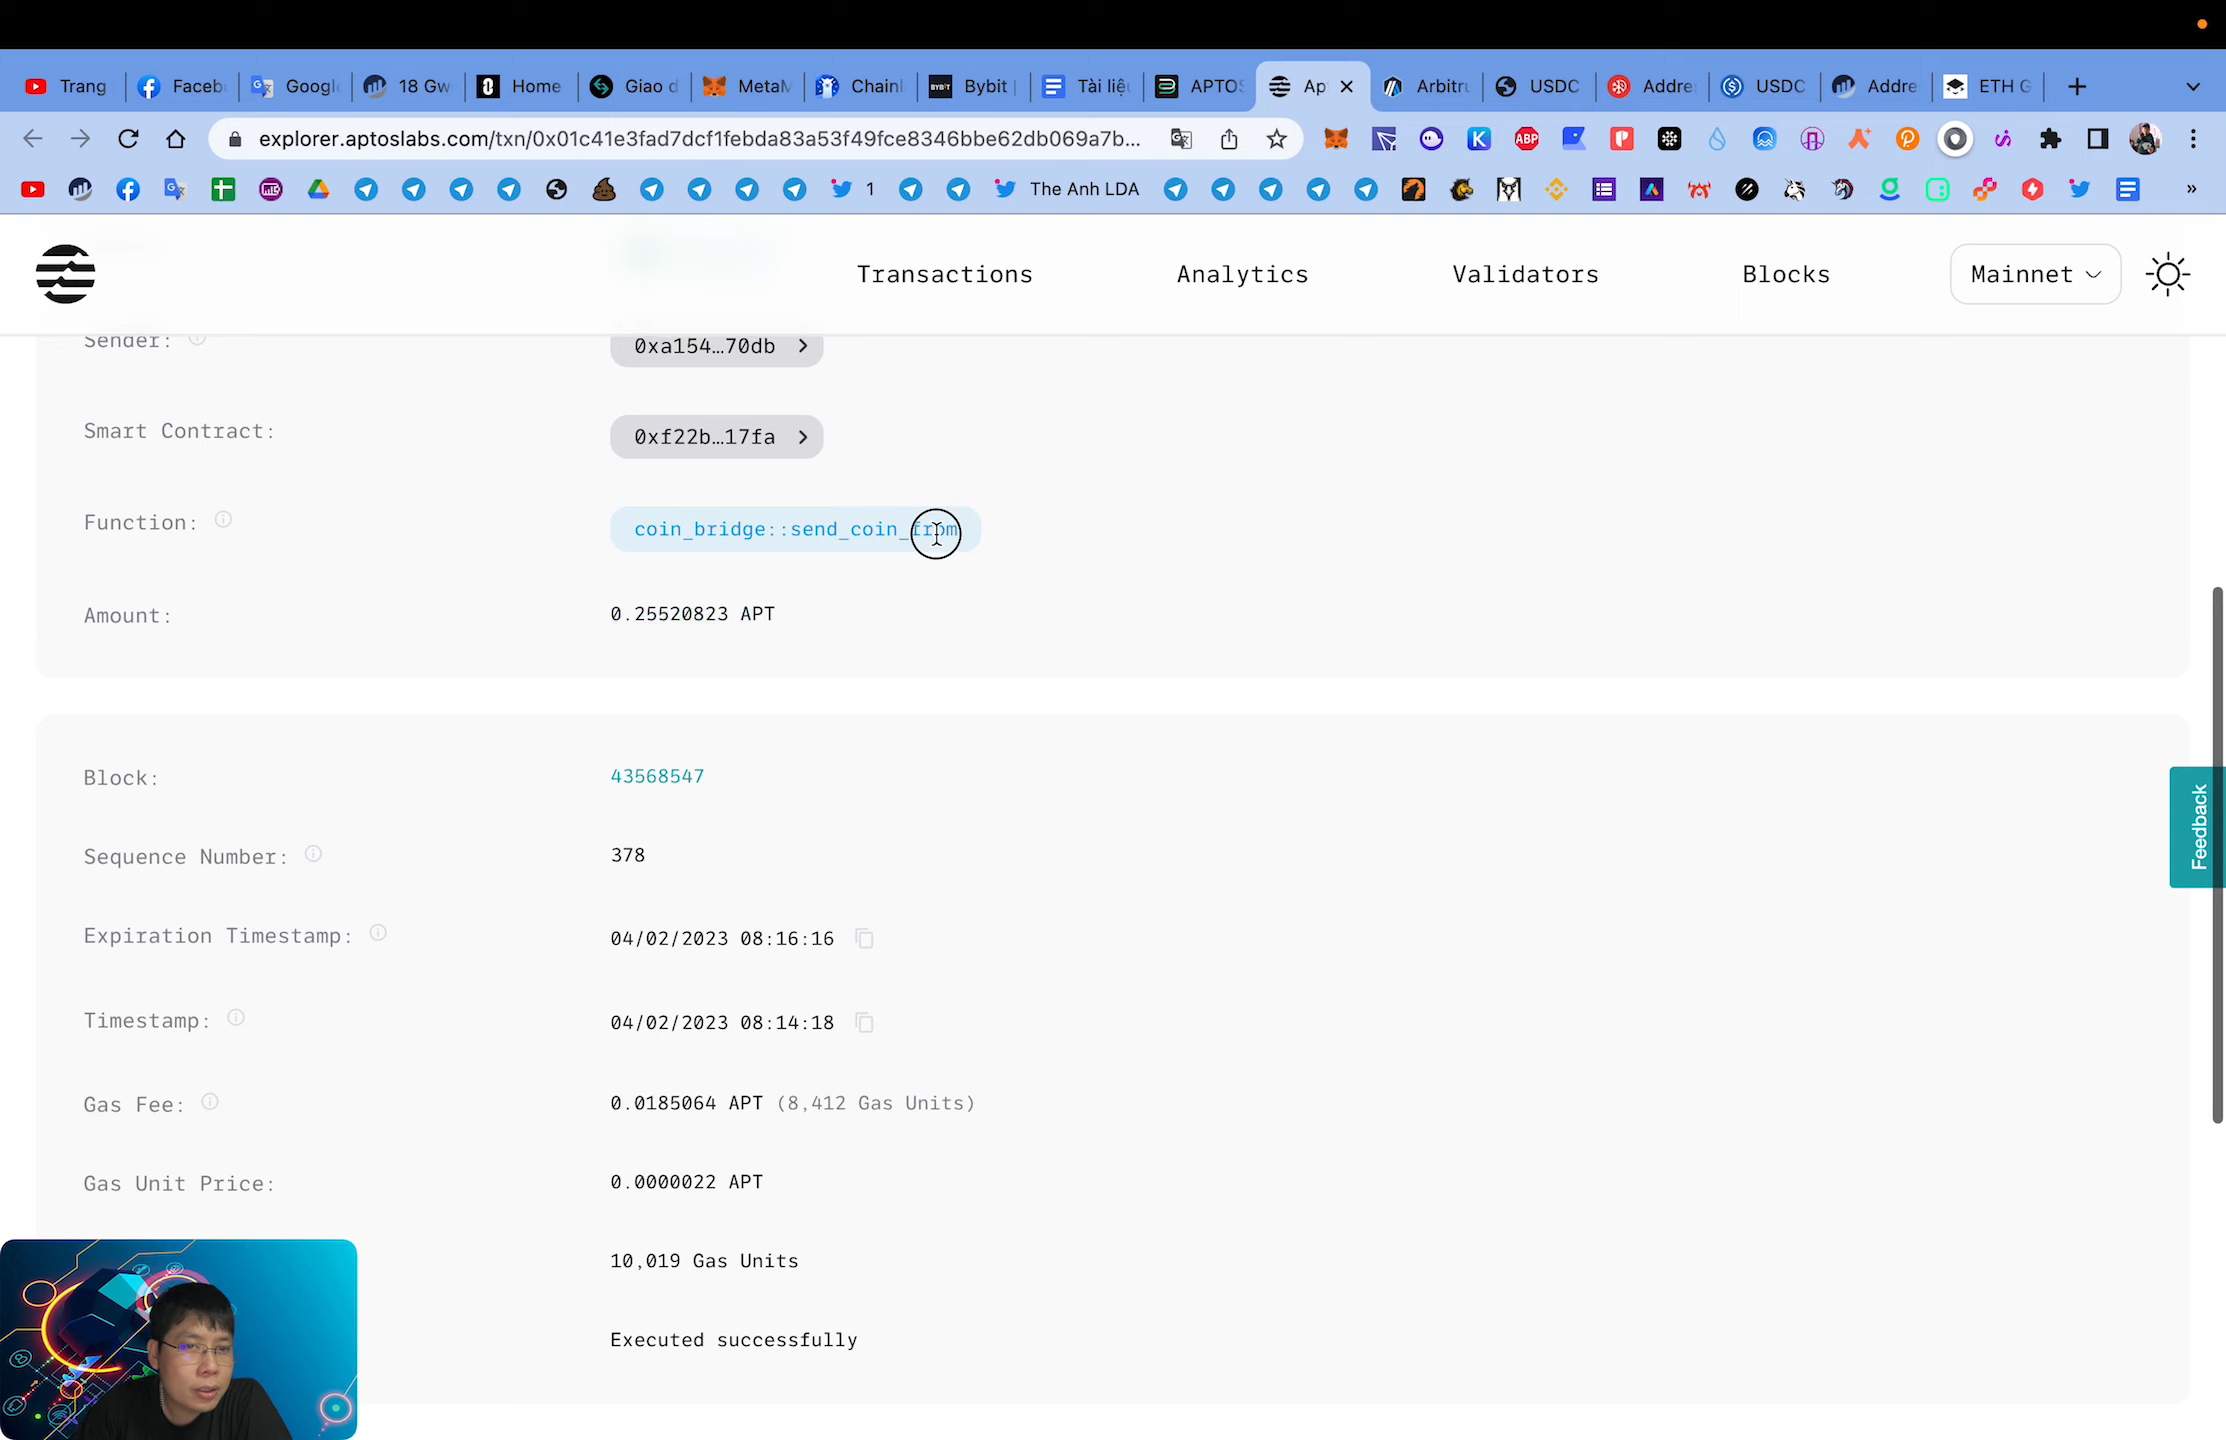 Trang
Faceb
Google
18 Gw
Home
Giao d
MetaM
Chainl
Bybit |
Tài liệu
APTOS
Ap
Arbitru
USDC
Addre
USDC
Addre
ETH G
explorer.aptoslabs.com/txn/0x01c41e3fad7dcf1febda83a53f49fce8346bbe62db069a7b...
ABP
1
The Anh LDA
»
Transactions
Analytics
Validators
Blocks
Mainnet
Sender:
0xa154…70db
Smart Contract:
0xf22b…17fa
Function:
coin_bridge::send_coin_from
Amount:
0.25520823 APT
Block:
43568547
Sequence Number:
378
Expiration Timestamp:
04/02/2023 08:16:16
Timestamp:
04/02/2023 08:14:18
Gas Fee:
0.0185064 APT (8,412 Gas Units)
Gas Unit Price:
0.0000022 APT
10,019 Gas Units
Executed successfully
Feedback